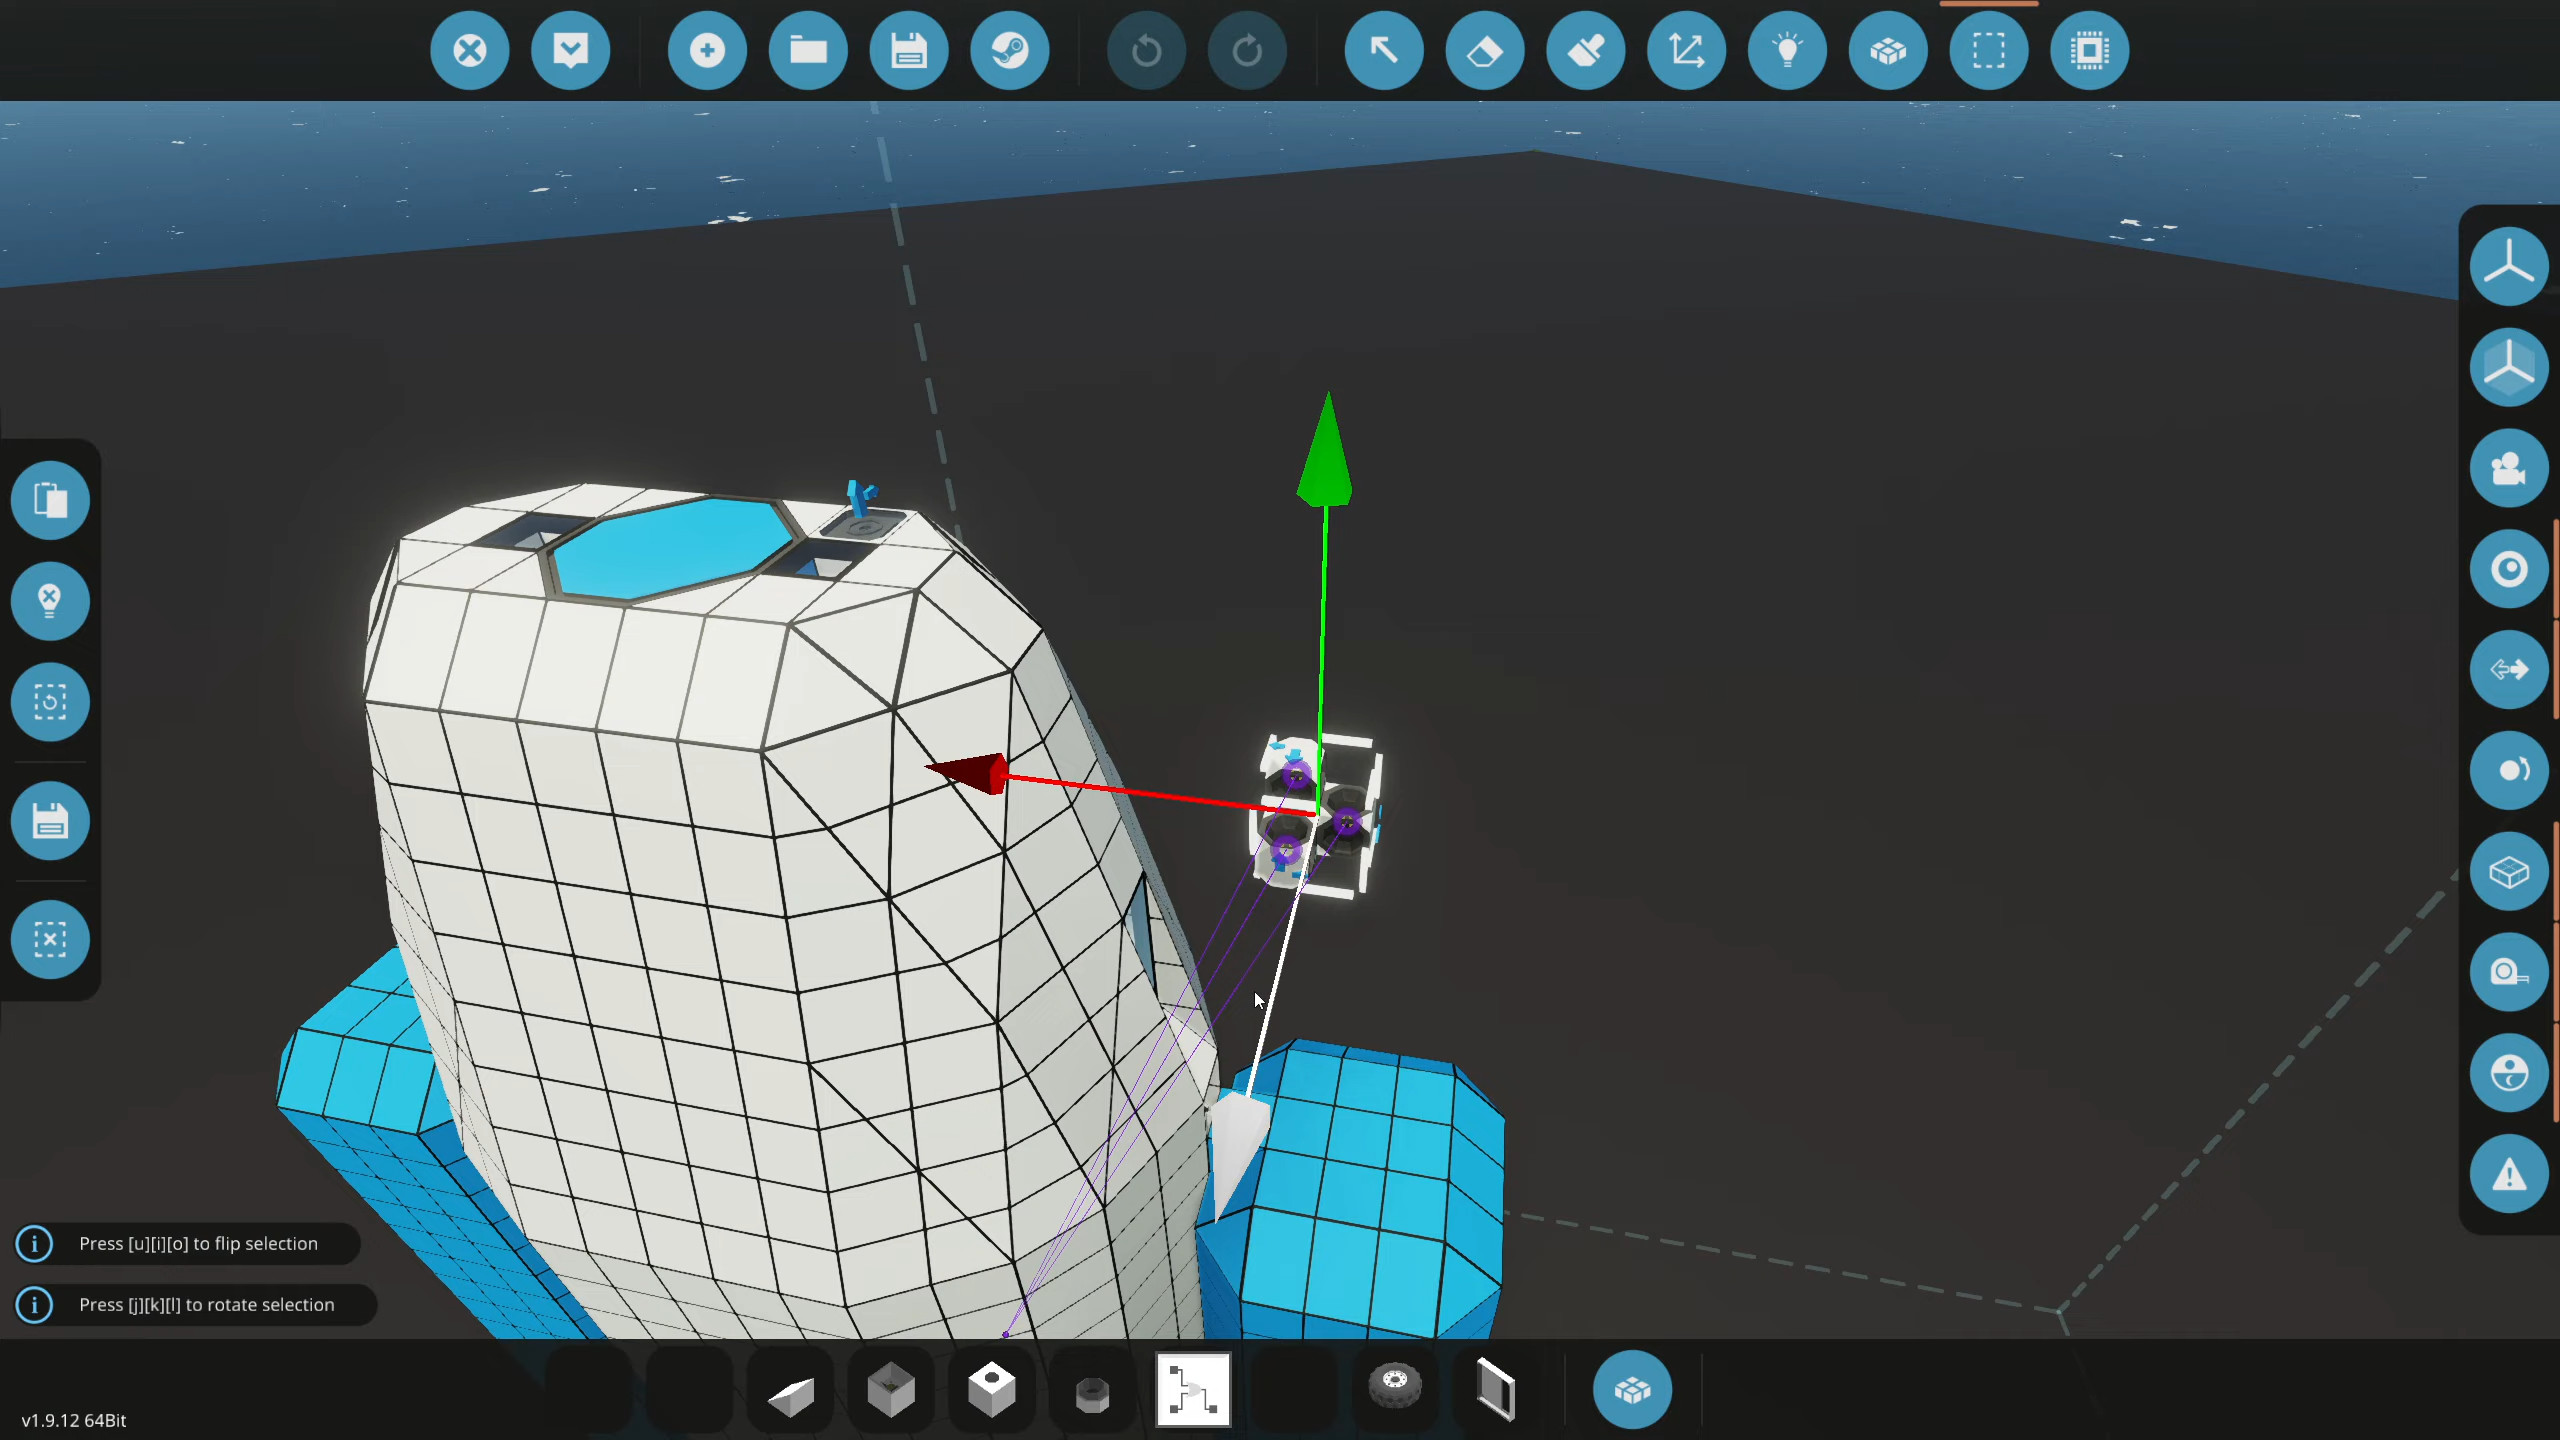 Press [u][i][o] to flip selection
Press [j][k][l] to rotate selection
v1.9.12 64Bit